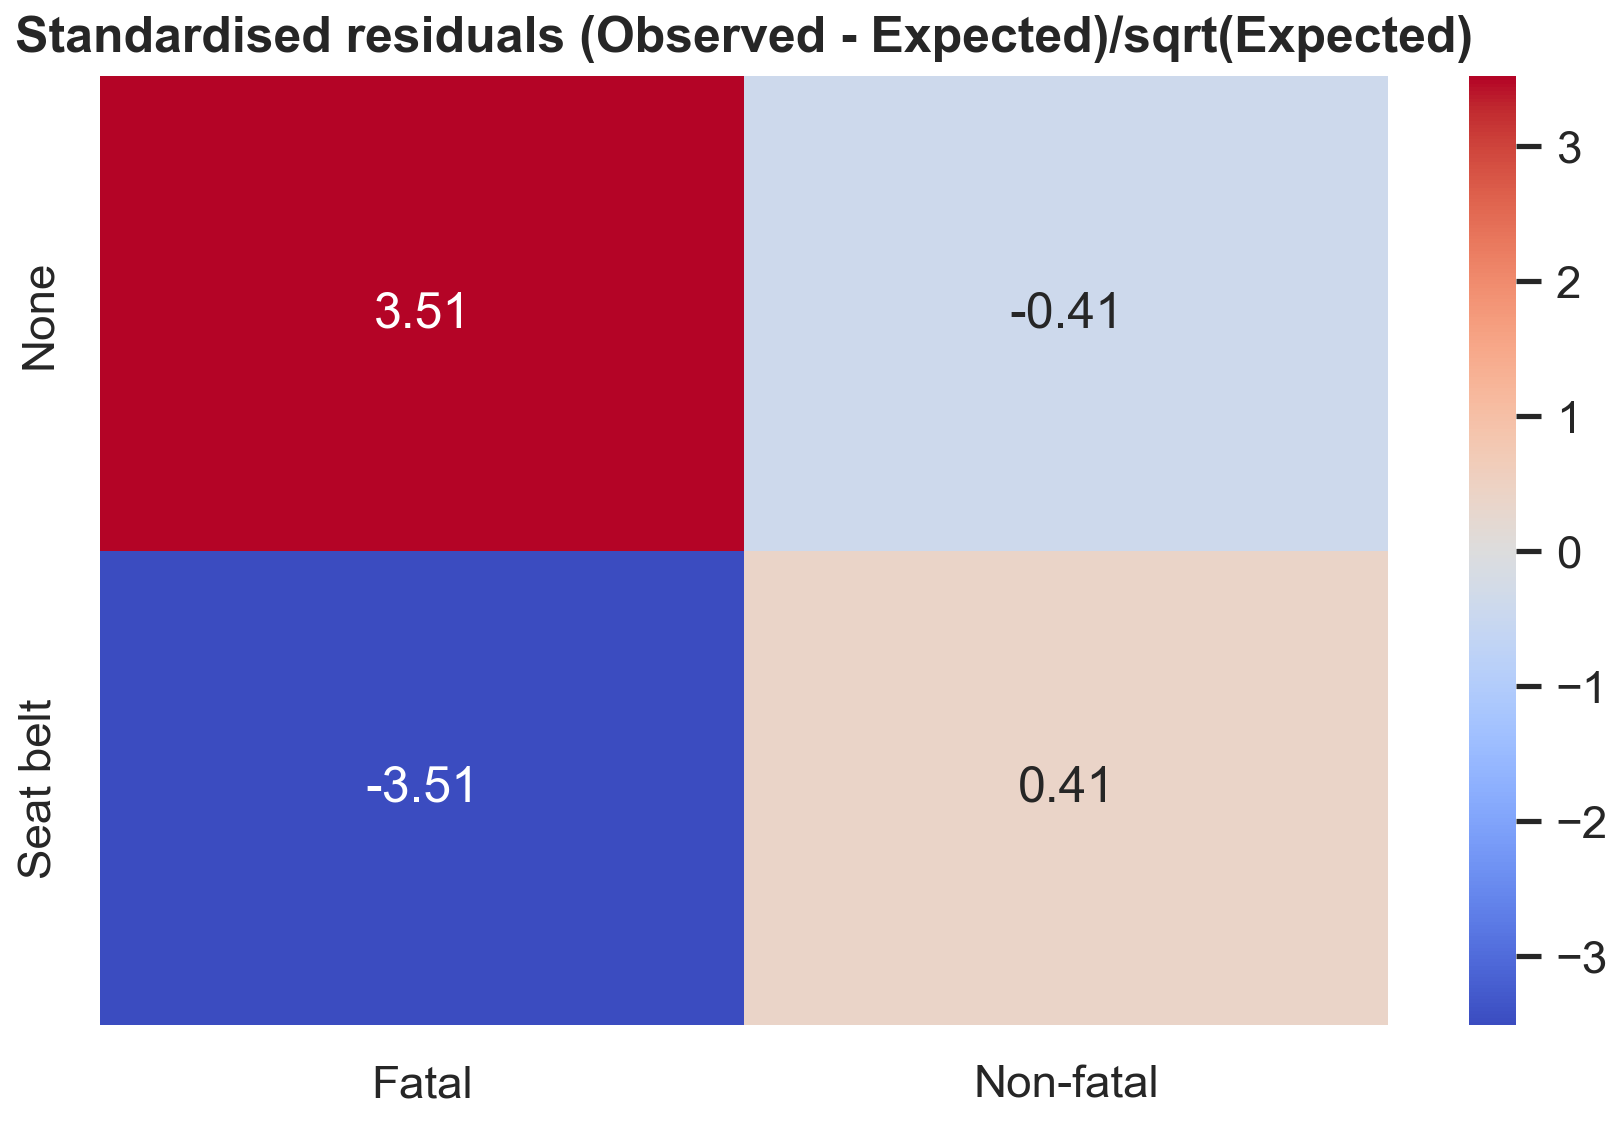 Standardised residuals (Observed - Expected)/sqrt(Expected)
None
3.51
-0.41
Seat belt
-3.51
0.41
Fatal
Non-fatal
3
2
1
0
−1
−2
−3